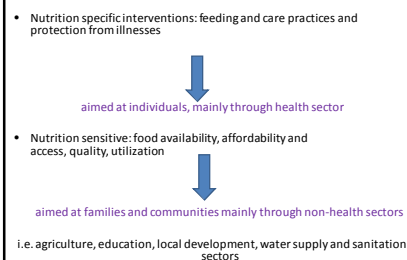 • Nutrition specific interventions: feeding and care practices and
protection from illnesses
aimed at individuals, mainly through health sector
• Nutrition sensitive: food availability, affordability and
access, quality, utilization
aimed at families and communities mainly through non-health sectors
i.e. agriculture, education, local development, water supply and sanitation
sectors